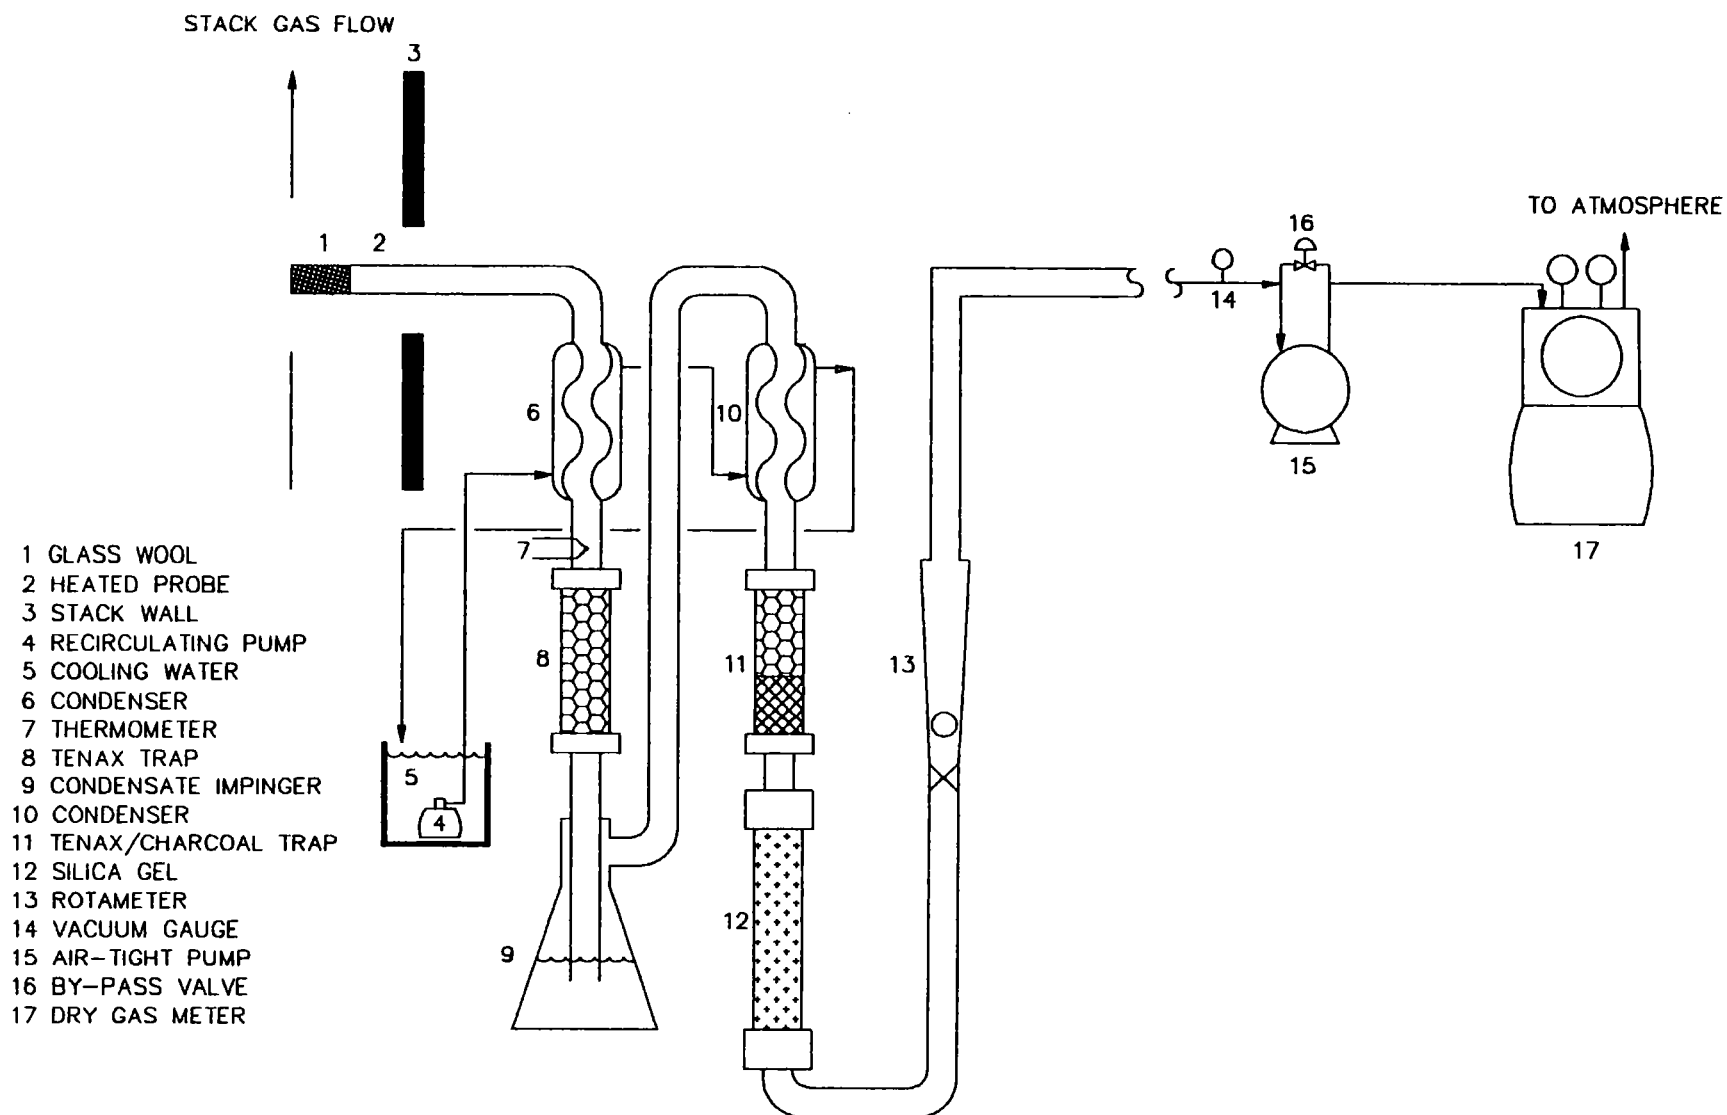 STACK GAS FLOW
3
TO ATMOSPHERE
16
1 2
14
6
10
15
17
7
1 GLASS WOOL
2 HEATED PROBE
3 STACK WALL
4 RECIRCULATING PUMP
5 COOLING WATER
6 CONDENSER
7 THERMOMETER
8 TENAX TRAP
9 CONDENSATE IMPINGER
10 CONDENSER
11 TENAX/CHARCOAL TRAP
12 SILICA GEL
13 ROTAMETER
14 VACUUM GAUGE
15 AIR-TIGHT PUMP
16 BY-PASS VALVE
17 DRY GAS METER
8
11
13
5
4
12
9